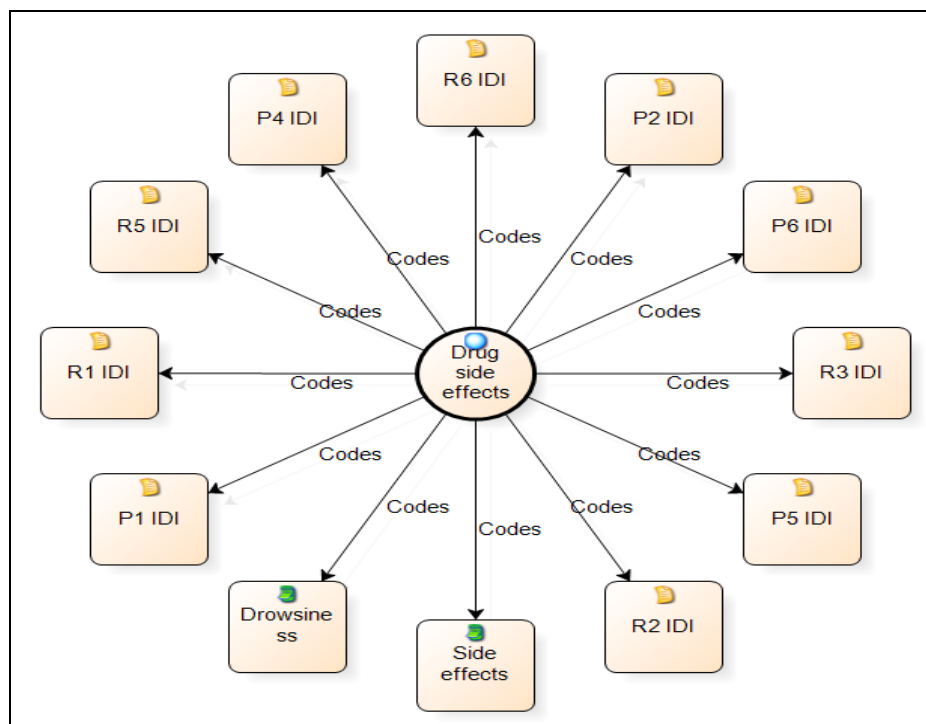 R6 IDI
P4 IDI
P2 IDI
R5 IDI
P6 IDI
Codes
Codes
Codes
Codes
Codes
R1 IDI
Codes
Drug
side
effects
Codes
R3 IDI
P1 IDI
Codes
Codes
P5 IDI
Codes
Codes
Codes
Drowsine
ss
Side
effects
R2 IDI